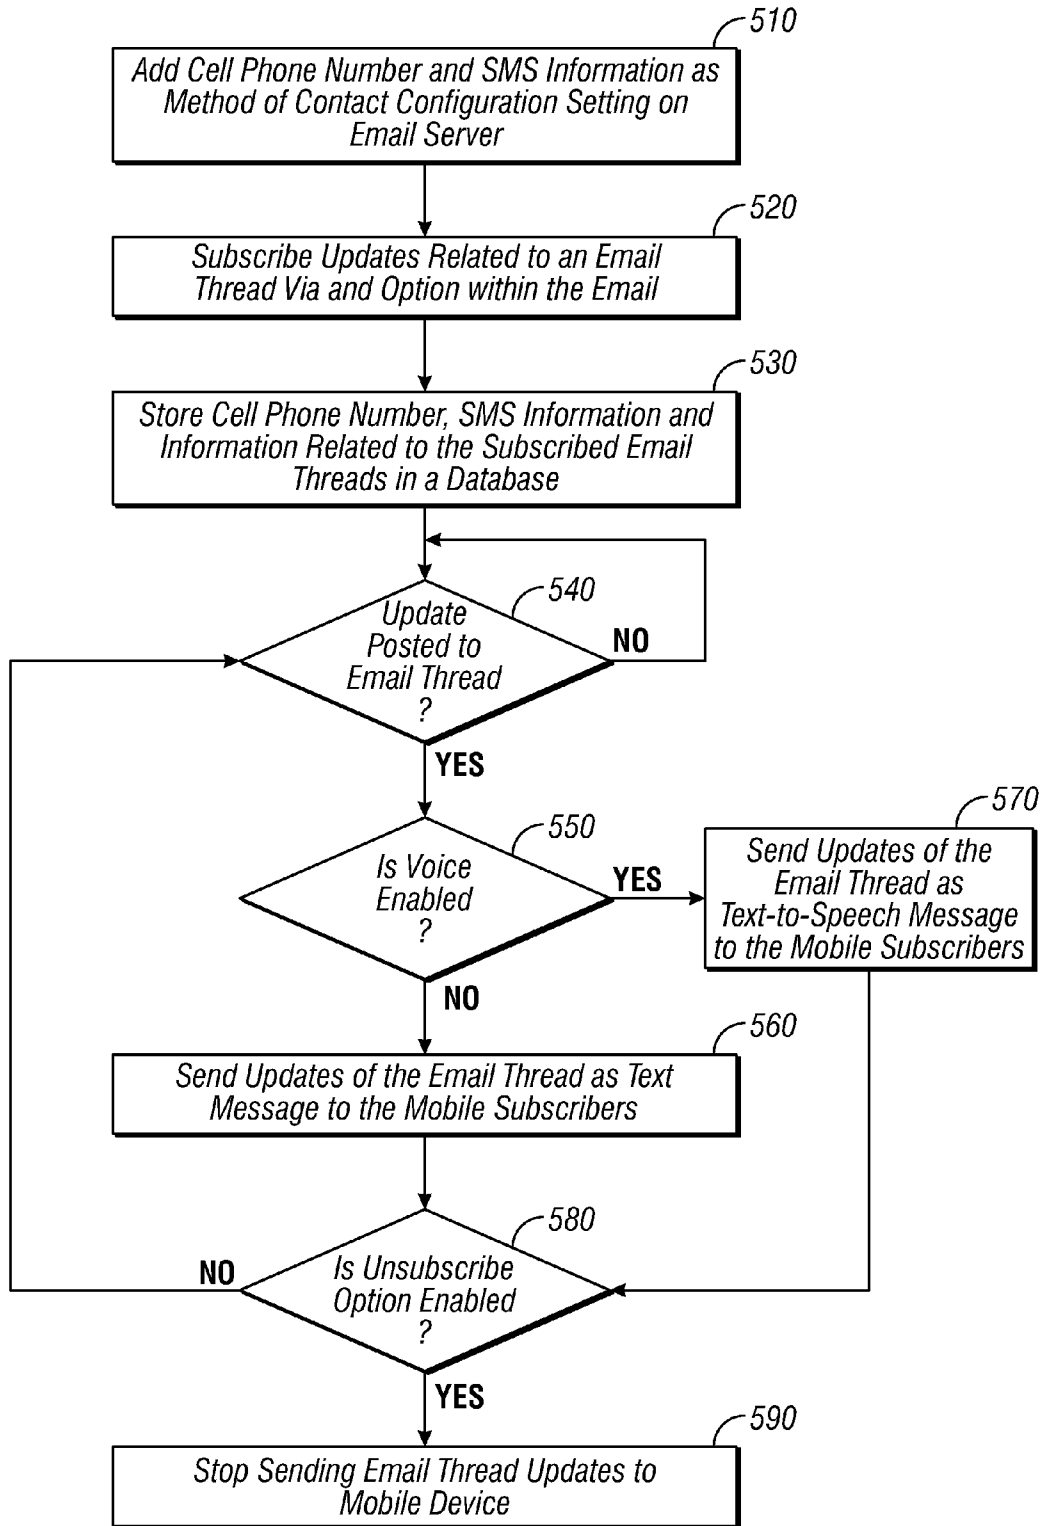 510
Add Cell Phone Number and SMS Information as
Method of Contact Configuration Setting on
Email Server
520
Subscribe Updates Related to an Email
Thread Via and Option within the Email
530
Store Cell Phone Number, SMS Information and
Information Related to the Subscribed Email
Threads in a Database
540
Update
Posted to
Email Thread
?
NO
YES
550
Is Voice
Enabled
?
YES
NO
570
Send Updates of the
Email Thread as
Text-to-Speech Message
to the Mobile Subscribers
560
Send Updates of the Email Thread as Text
Message to the Mobile Subscribers
580
Is Unsubscribe
Option Enabled
?
NO
YES
590
Stop Sending Email Thread Updates to
Mobile Device